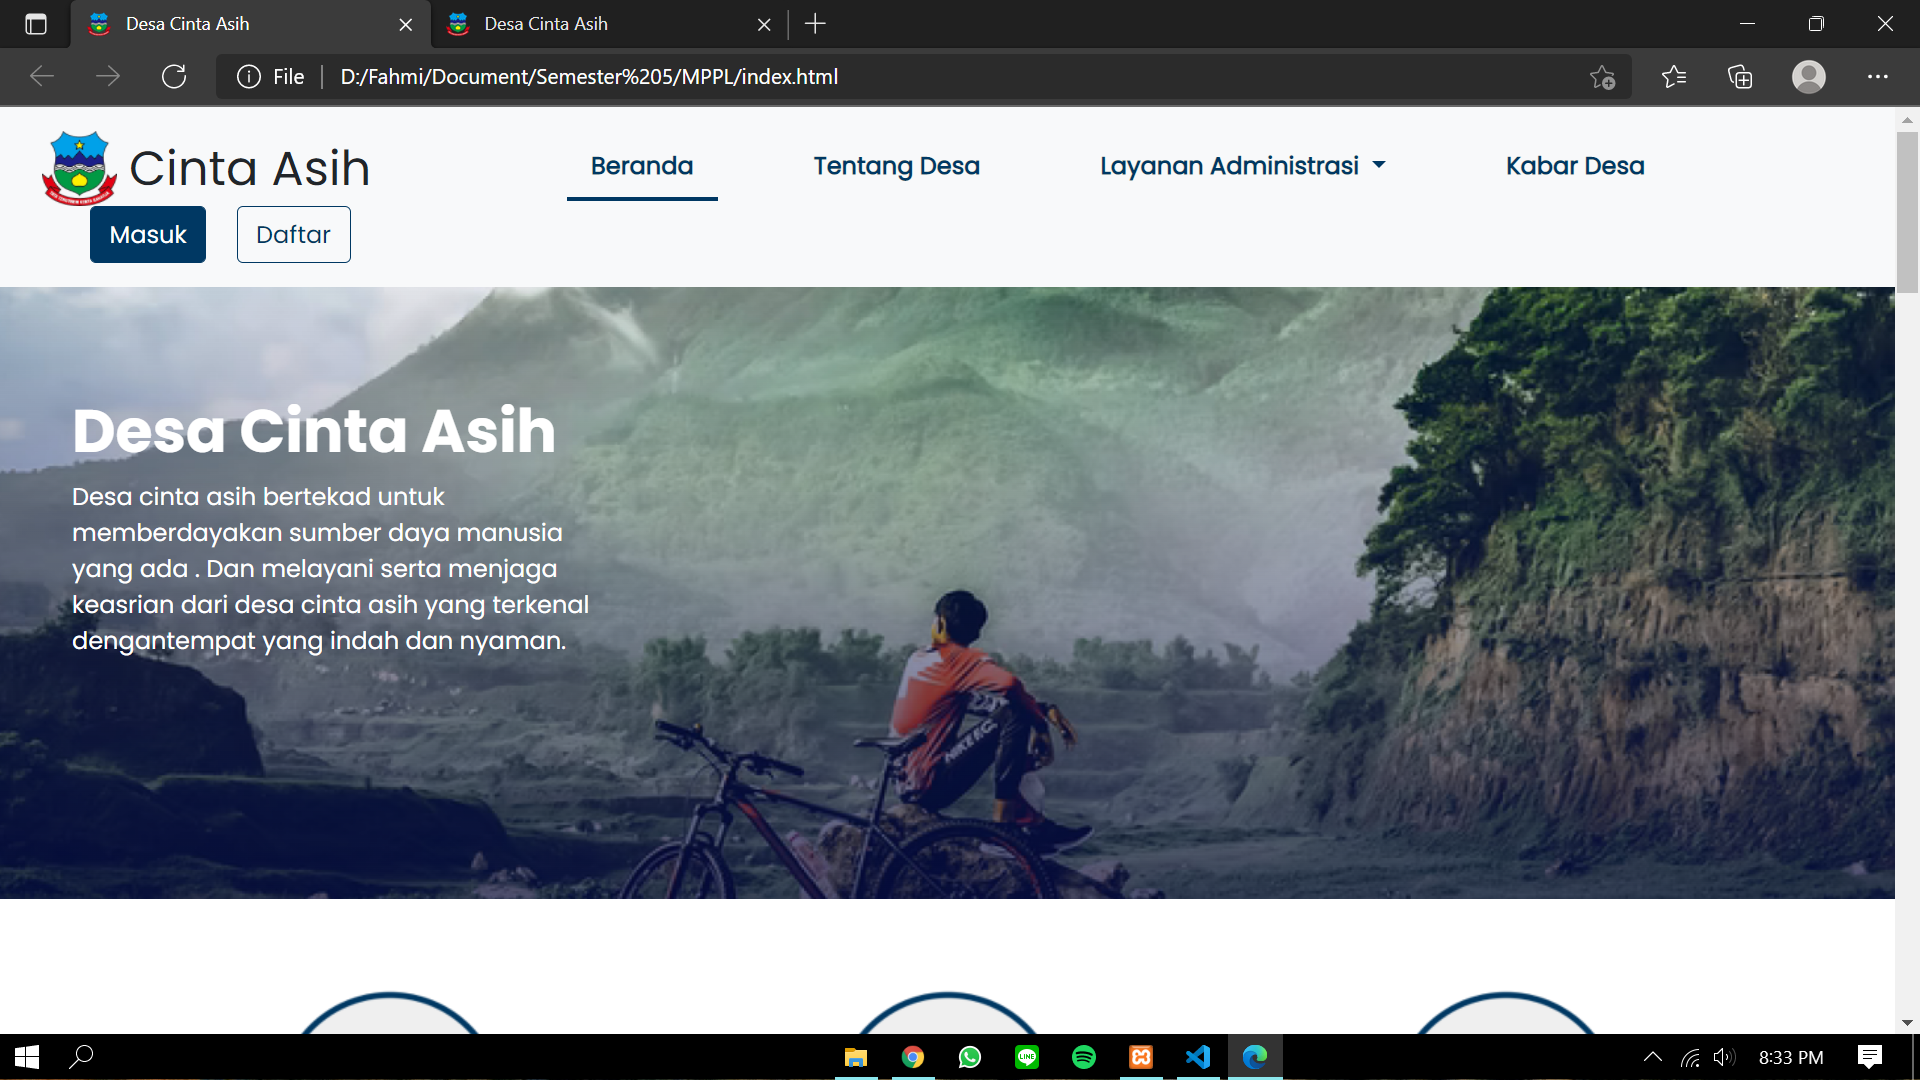 Desa Cinta Asih
Desa Cinta Asih
File
D:/Fahmi/Document/Semester%205/MPPL/index.html
Cinta Asih
Beranda
Tentang Desa
Layanan Administrasi
Kabar Desa
Masuk
Daftar
Desa Cinta Asih
Desa cinta asih bertekad untuk
memberdayakan sumber daya manusia
yang ada . Dan melayani serta menjaga
keasrian dari desa cinta asih yang terkenal
dengantempat yang indah dan nyaman.
8:33 PM